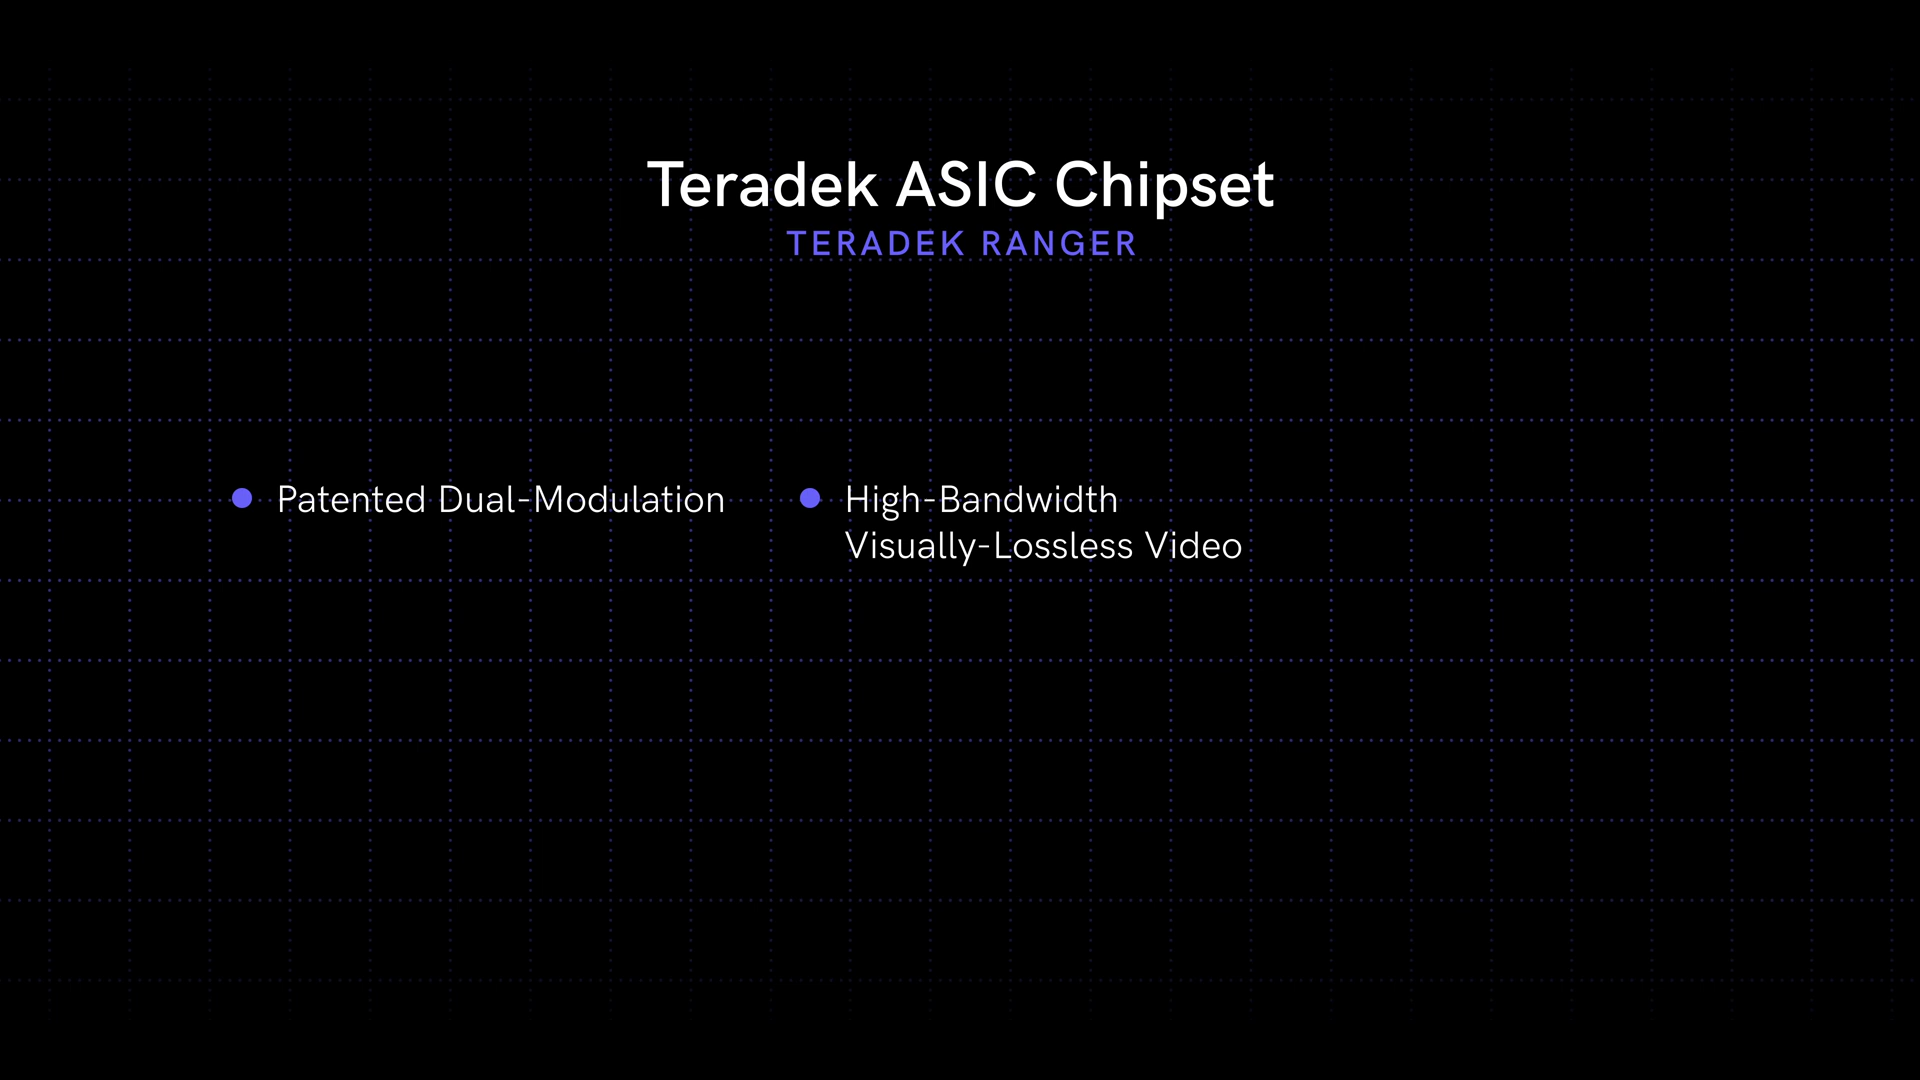 Teradek ASIC Chipset
TERADEK RANGER
Patented Dual-Modulation
High-Bandwidth
Visually-Lossless Video